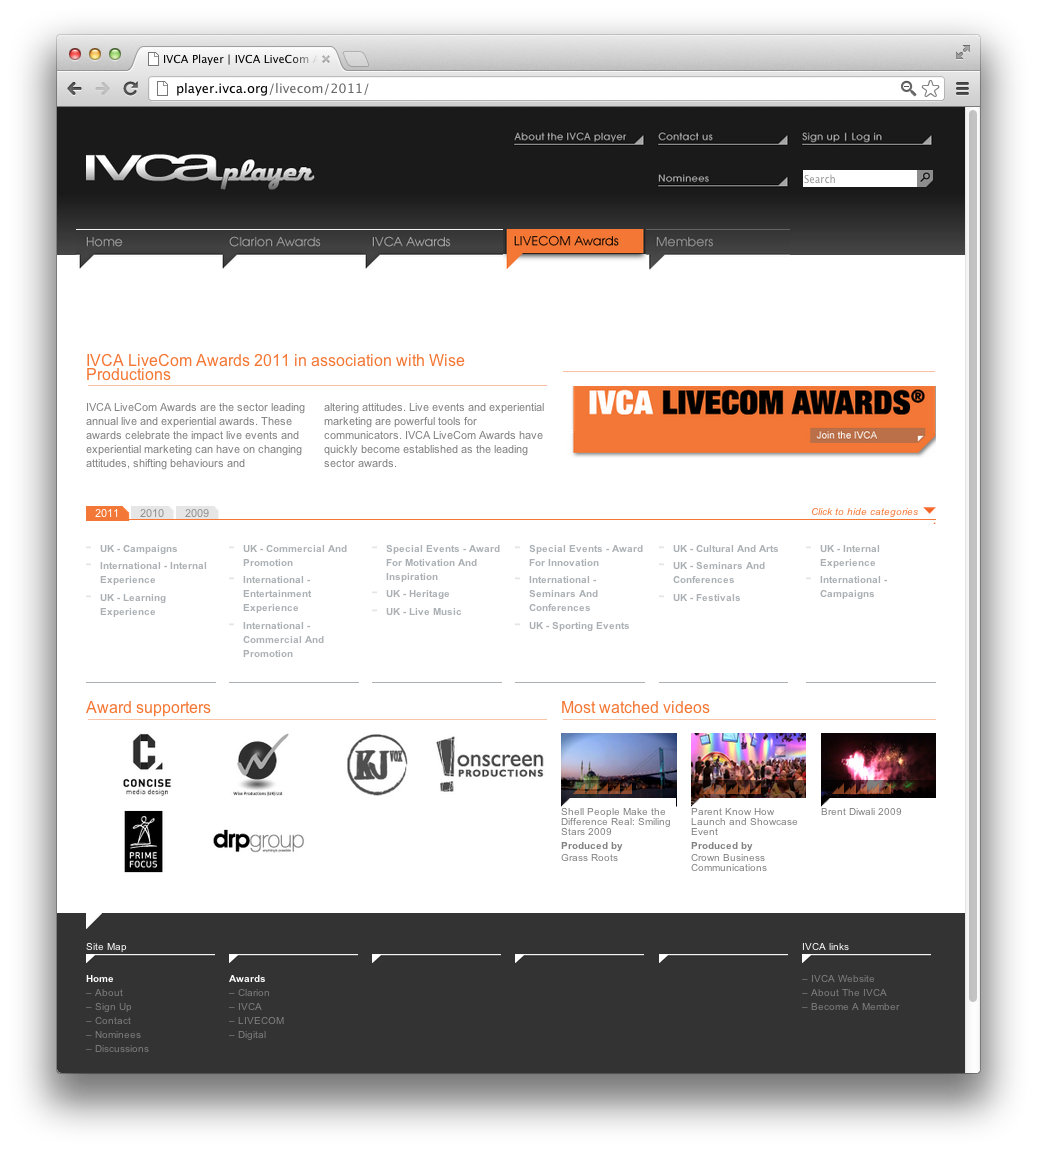 IVCA Player | IVCA LiveCom A
player.ivca.org/livecom/2011/
About the IVCA player
Contact us
Sign up | Log in
IVCA player
Nominees
Search
Home
Clarion Awards
IVCA Awards
LIVECOM Awards
Members
IVCA LiveCom Awards 2011 in association with Wise
Productions
IVCA LiveCom Awards are the sector leading
annual live and experiential awards. These
awards celebrate the impact live events and
experiential marketing can have on changing
attitudes, shifting behaviours and
altering attitudes. Live events and experiential
marketing are powerful tools for
communicators. IVCA LiveCom Awards have
quickly become established as the leading
sector awards.
IVCA LIVECOM AWARDS®
Join the IVCA
2011
2010
2009
Click to hide categories
UK - Campaigns
International - Internal
Experience
UK - Learning
Experience
UK - Commercial And
Promotion
International -
Entertainment
Experience
International -
Commercial And
Promotion
Special Events - Award
For Motivation And
Inspiration
UK - Heritage
UK - Live Music
Special Events - Award
For Innovation
International -
Seminars And
Conferences
UK - Sporting Events
UK - Cultural And Arts
UK - Seminars And
Conferences
UK - Festivals
UK - Internal
Experience
International -
Campaigns
Award supporters
C.
CONCISE
media design
KJ VOX
!onscreen
PRODUCTIONS
PRIME
FOCUS
drpgroup
Most watched videos
Shell People Make the
Difference Real: Smiling
Stars 2009
Produced by
Grass Roots
Parent Know How
Launch and Showcase
Event
Produced by
Crown Business
Communications
Brent Diwali 2009
Site Map
IVCA links
Home
– About
– Sign Up
– Contact
– Nominees
– Discussions
Awards
– Clarion
– IVCA
– LIVECOM
– Digital
– IVCA Website
– About The IVCA
– Become A Member